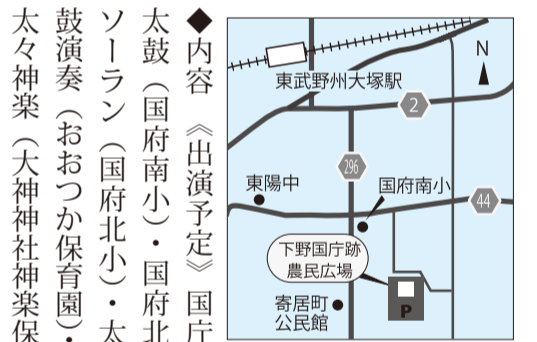 ◆内容　《出演予定》国庁
太鼓（国府南小）・国府北
ソーラン（国府北小）・太
鼓演奏（おおつか保育園）・
太々神楽（大神神社神楽保
N
東武野州大塚駅
2
296
東陽中
国府南小
44
下野国庁跡
農民広場
寄居町
公民館
P